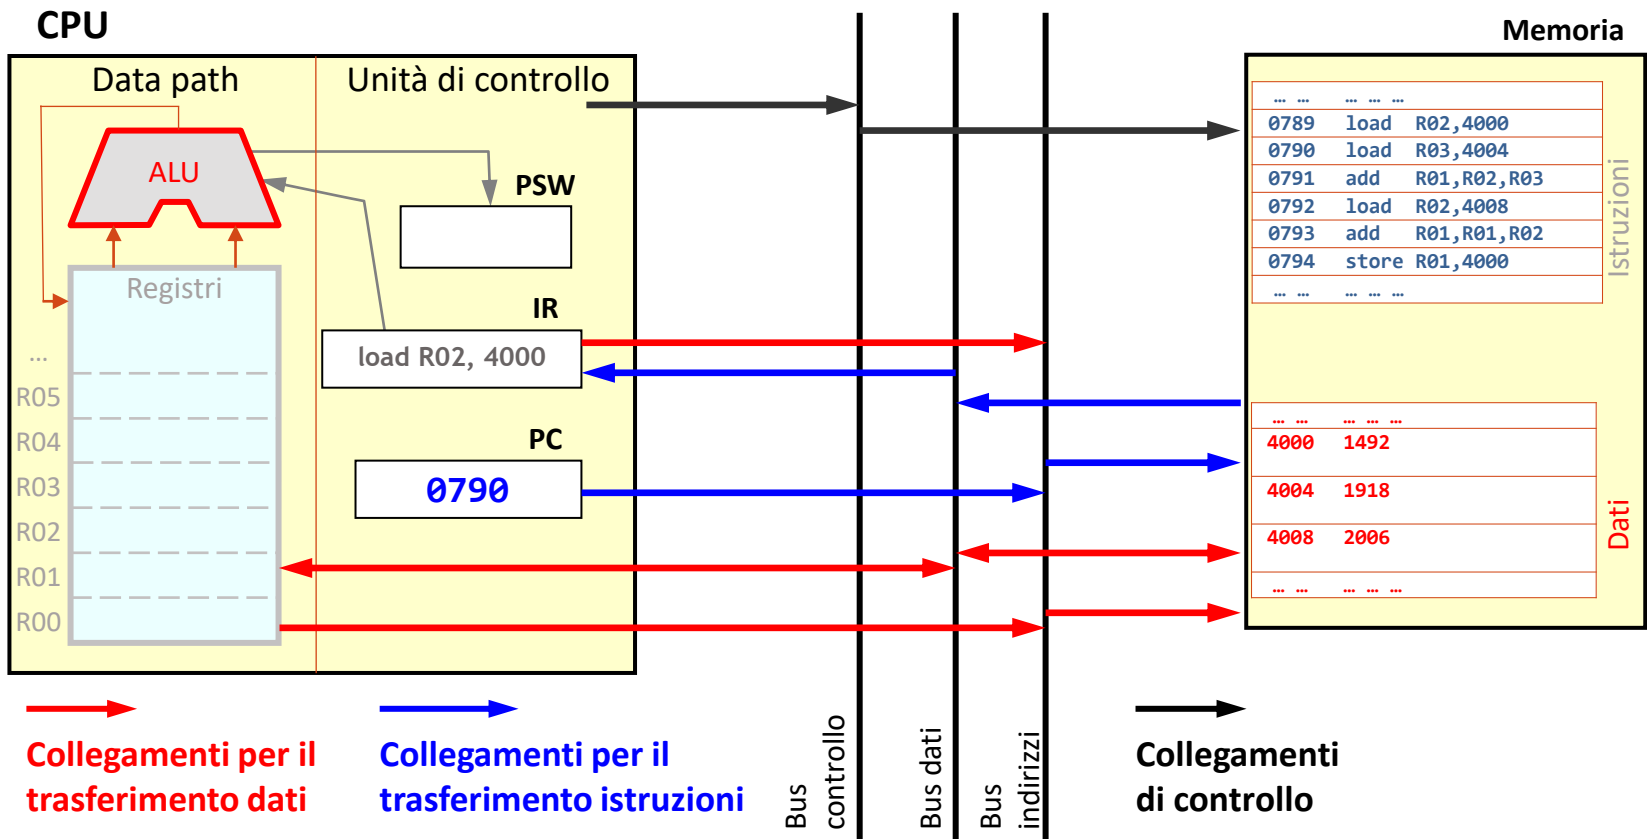 CPU
Memoria
Data path
Unità di controllo
ALU
PSW
Registri
IR
load R02, 4000
PC
0790
...
R05
R04
R03
R02
R01
R00
… … … … …
0789 load R02,4000
0790 load R03,4004
0791 add R01,R02,R03
0792 load R02,4008
0793 add R01,R01,R02
0794 store R01,4000
… … … … …
Istruzioni
… … … … …
4000 1492
4004 1918
4008 2006
… … … … …
Dati
Collegamenti per il
trasferimento dati
Collegamenti per il
trasferimento istruzioni
Bus
controllo
Bus dati
Bus
indirizzi
Collegamenti
di controllo